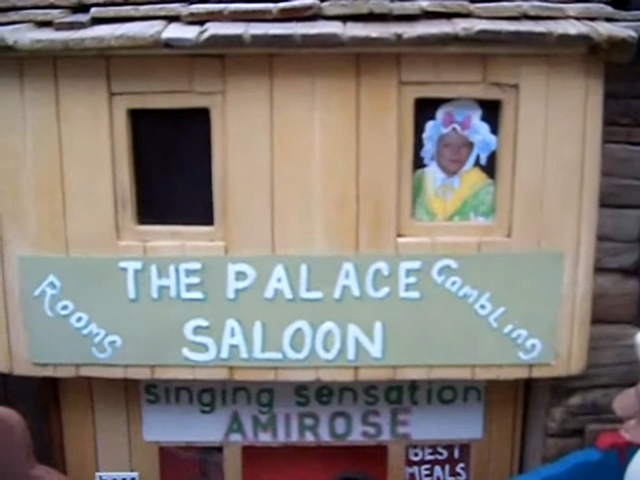 THE PALACE
Rooms
Gambling
SALOON
singing sensation
AMIROSE
BEST
MEALS